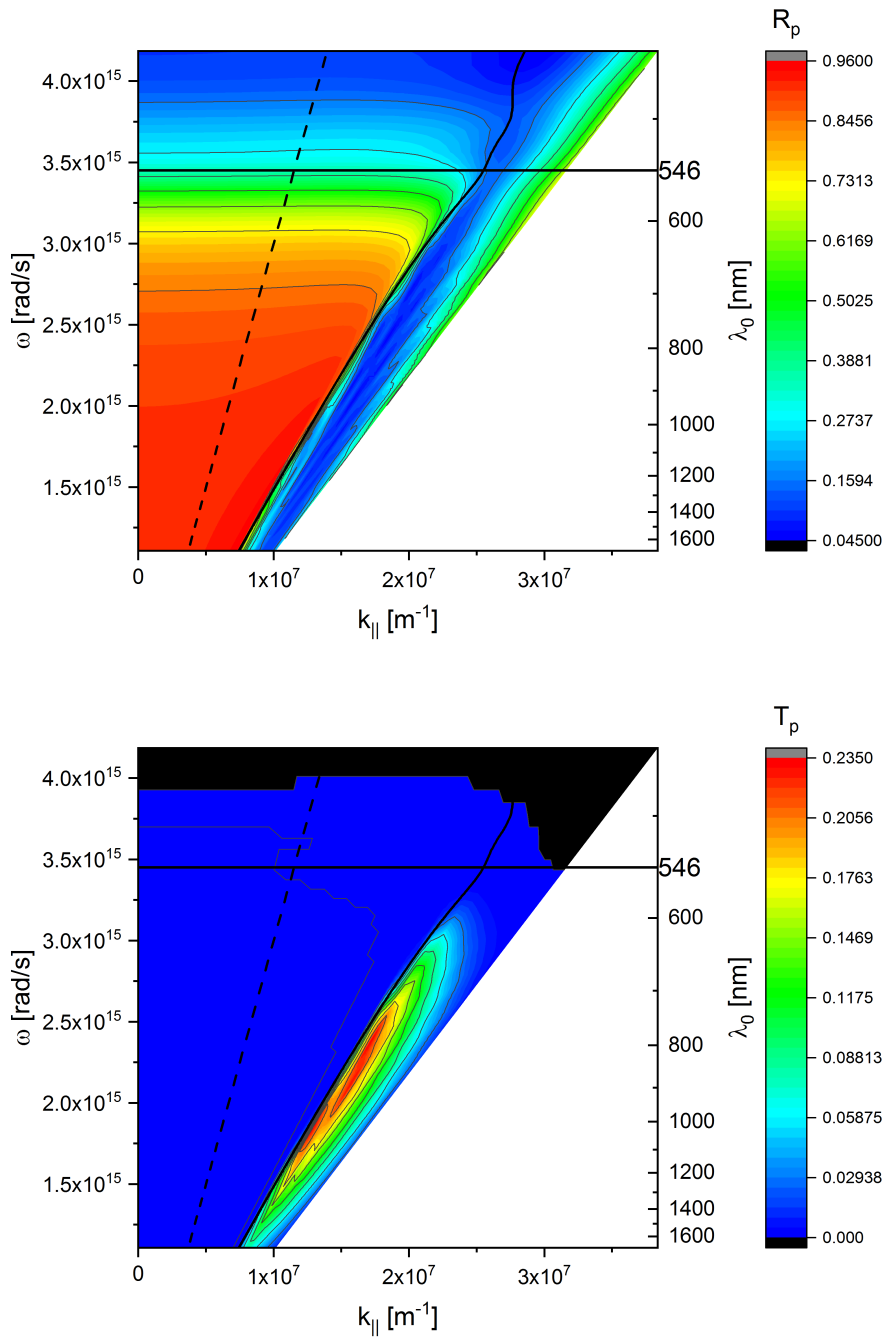 R_p
4.0x10^15
3.5x10^15
3.0x10^15
2.5x10^15
2.0x10^15
1.5x10^15
ω [rad/s]
546
600
800
1000
1200
1400
1600
λ_0 [nm]
0.9600
0.8456
0.7313
0.6169
0.5025
0.3881
0.2737
0.1594
0.04500
0
1x10^7
2x10^7
3x10^7
k_|| [m^-1]
T_p
4.0x10^15
3.5x10^15
3.0x10^15
2.5x10^15
2.0x10^15
1.5x10^15
ω [rad/s]
546
600
800
1000
1200
1400
1600
λ_0 [nm]
0.2350
0.2056
0.1763
0.1469
0.1175
0.08813
0.05875
0.02938
0.000
0
1x10^7
2x10^7
3x10^7
k_|| [m^-1]